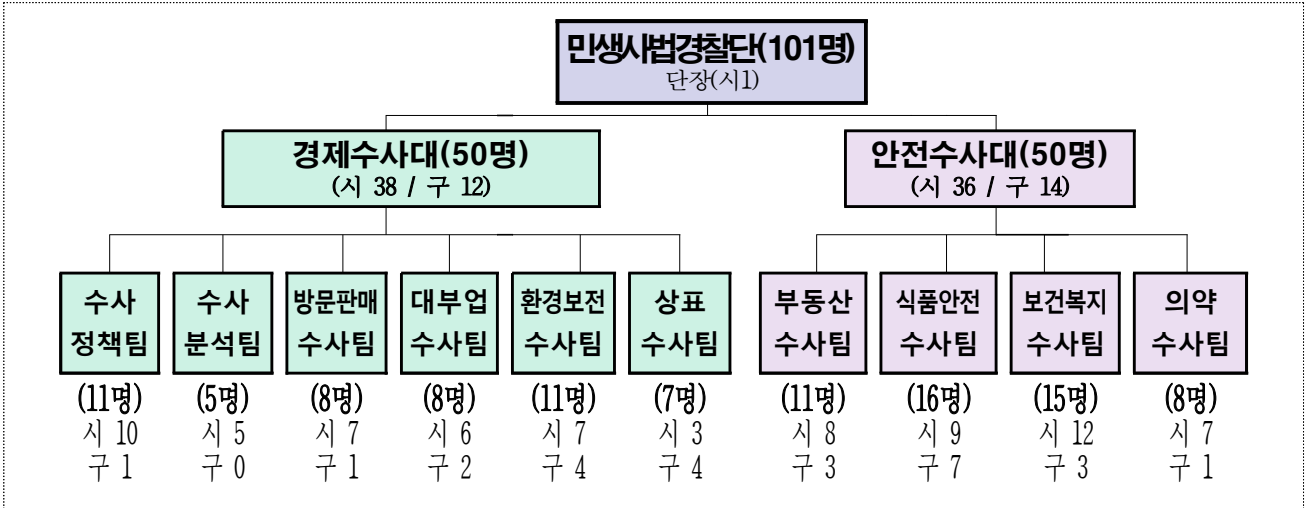 민생사법경찰단(101명)
단장(시1)
경제수사대(50명)
(시 38 / 구 12)
안전수사대(50명)
(시 36 / 구 14)
수사
정책팀
(11명)
시 10
구 1
수사
분석팀
(5명)
시 5
구 0
방문판매
수사팀
(8명)
시 7
구 1
대부업
수사팀
(8명)
시 6
구 2
환경보전
수사팀
(11명)
시 7
구 4
상표
수사팀
(7명)
시 3
구 4
부동산
수사팀
(11명)
시 8
구 3
식품안전
수사팀
(16명)
시 9
구 7
보건복지
수사팀
(15명)
시 12
구 3
의약
수사팀
(8명)
시 7
구 1